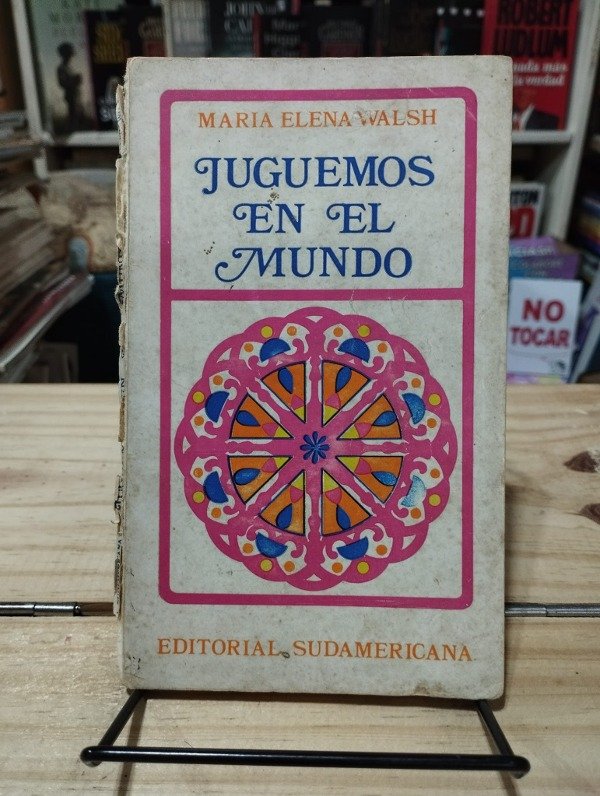 MARIA ELENA WALSH
JUGUEMOS
EN EL
MUNDO
EDITORIAL SUDAMERICANA
NO
TOCAR
ROBERT
LUDLUM